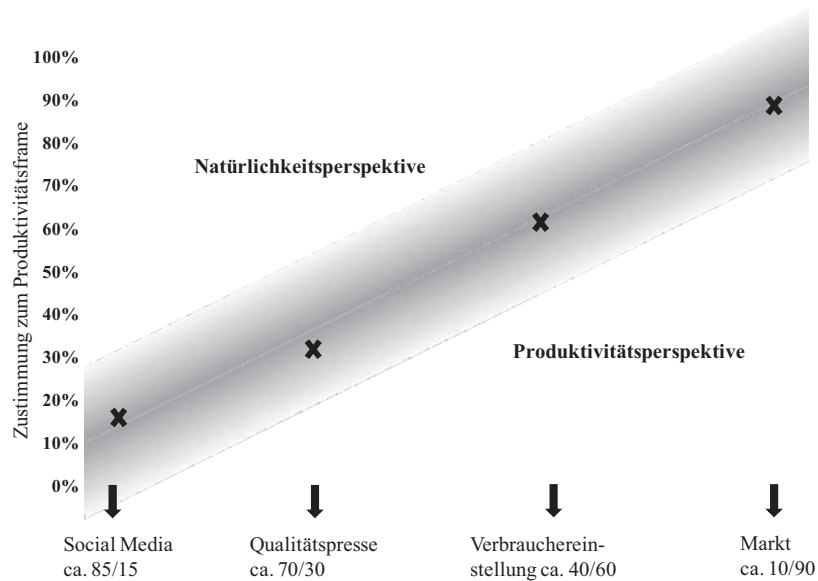 Zustimmung zum Produktivitätsframe
100%
90%
80%
70%
60%
50%
40%
30%
20%
10%
0%
Natürlichkeitsperspektive
Produktivitätsperspektive
Social Media
ca. 85/15
Qualitätspresse
ca. 70/30
Verbraucherein-
stellung ca. 40/60
Markt
ca. 10/90